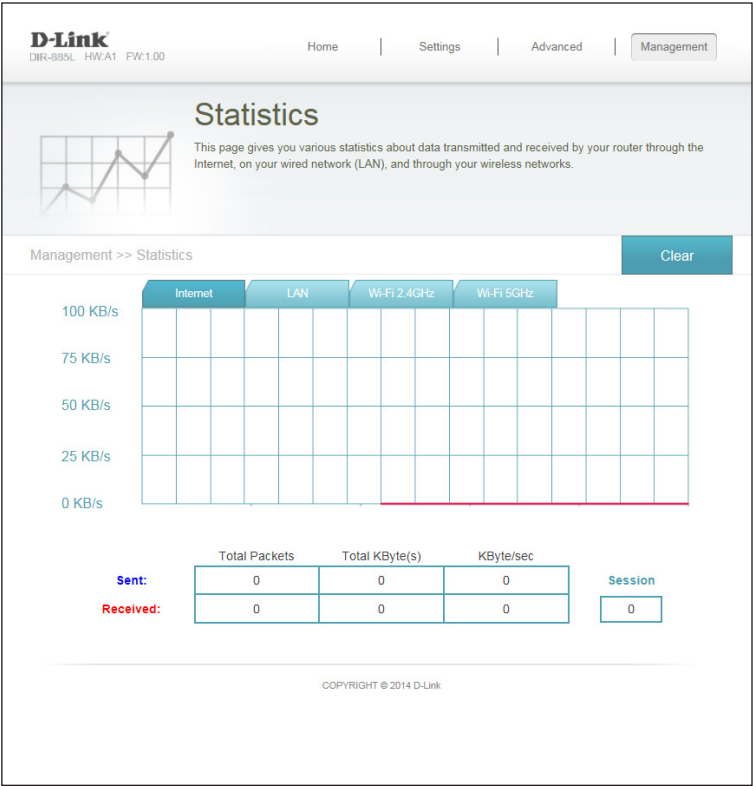 D-Link
DIR-885L HW:A1 FW:1.00
Home | Settings | Advanced | Management
Statistics
This page gives you various statistics about data transmitted and received by your router through the
Internet, on your wired network (LAN), and through your wireless networks.
Management >> Statistics
Clear
Internet LAN Wi-Fi 2.4GHz Wi-Fi 5GHz
100 KB/s
75 KB/s
50 KB/s
25 KB/s
0 KB/s
Total Packets Total KByte(s) KByte/sec
Sent: 0 0 0 Session
Received: 0 0 0 0
COPYRIGHT © 2014 D-Link